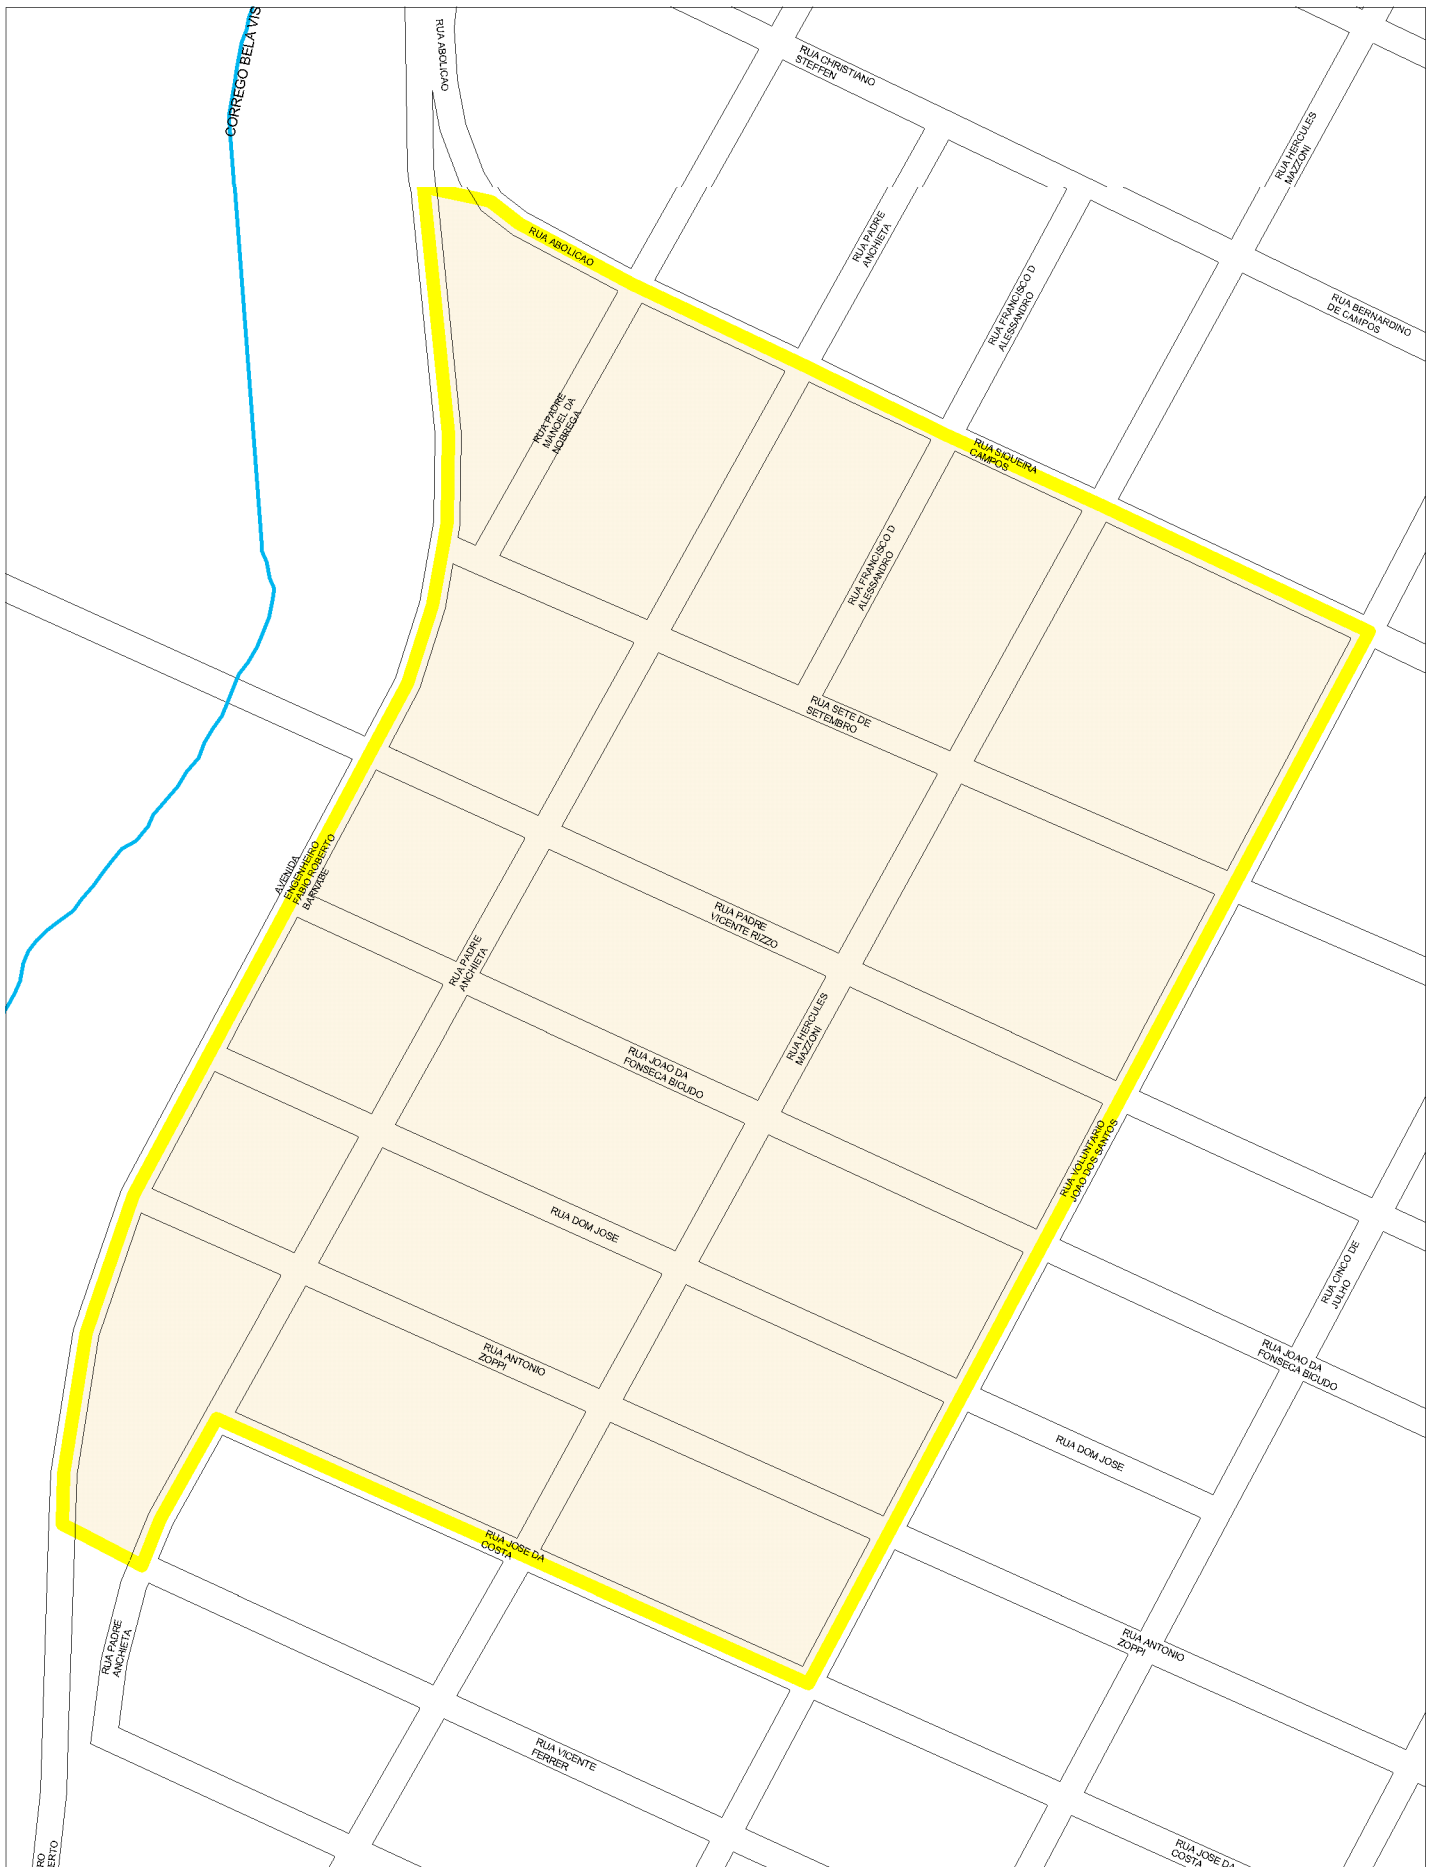 CORREGO BELA VIS
RUA ABOLICAO
RUA CHRISTIANO
STEFFEN
RUA HERCULES
MAZZONI
RUA PADRE
ANCHIETA
RUA ABOLICAO
RUA FRANCISCO D
ALESSANDRO
RUA BERNARDINO
DE CAMPOS
RUA PADRE
MANOEL DA
NOBREGA
RUA SIQUEIRA
CAMPOS
RUA FRANCISCO D
ALESSANDRO
RUA SETE DE
SETEMBRO
AVENIDA
ENGENHEIRO
FABIO ROBERTO
BARNABE
RUA PADRE
VICENTE RIZZO
RUA PADRE
ANCHIETA
RUA HERCULES
MAZZONI
RUA JOAO DA
FONSECA BICUDO
RUA VOLUNTARIO
JOAO DOS SANTOS
RUA DOM JOSE
RUA CINCO DE
JULHO
RUA ANTONIO
ZOPPI
RUA JOAO DA
FONSECA BICUDO
RUA DOM JOSE
RUA JOSE DA
COSTA
RUA PADRE
ANCHIETA
RUA ANTONIO
ZOPPI
RUA VICENTE
FERRER
RUA JOSE DA
COSTA
RO
ERTO